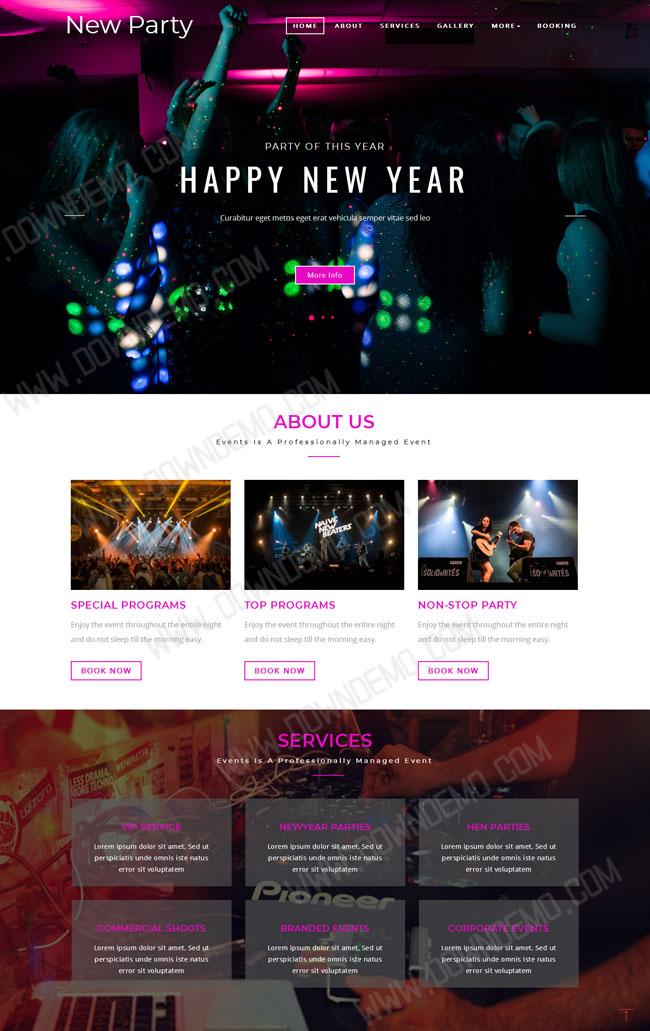 New Party
HOME ABOUT SERVICES GALLERY MORE BOOKING
PARTY OF THIS YEAR
HAPPY NEW YEAR
Curabitur eget metus eget erat vehicula semper vitae sed leo
More Info
WWW.DOWNDEMO.COM
ABOUT US
Events Is A Professionally Managed Event
NAIVE
NEW
BEATERS
SOLIDARITÉS
SPECIAL PROGRAMS
Enjoy the event throughout the entire night
and do not sleep till the morning easy.
BOOK NOW
TOP PROGRAMS
Enjoy the event throughout the entire night
and do not sleep till the morning easy.
BOOK NOW
NON-STOP PARTY
Enjoy the event throughout the entire night
and do not sleep till the morning easy.
BOOK NOW
SERVICES
Events Is A Professionally Managed Event
LESS DRAMA.
MORE TECHNO.
VIP SERVICE
Lorem ipsum dolor sit amet, Sed ut
perspiciatis unde omnis iste natus
error sit voluptatem
NEWYEAR PARTIES
Lorem ipsum dolor sit amet, Sed ut
perspiciatis unde omnis iste natus
error sit voluptatem
HEN PARTIES
Lorem ipsum dolor sit amet, Sed ut
perspiciatis unde omnis iste natus
error sit voluptatem
Pioneer
COMMERCIAL SHOOTS
Lorem ipsum dolor sit amet, Sed ut
perspiciatis unde omnis iste natus
error sit voluptatem
BRANDED EVENTS
Lorem ipsum dolor sit amet, Sed ut
perspiciatis unde omnis iste natus
error sit voluptatem
CORPORATE EVENTS
Lorem ipsum dolor sit amet, Sed ut
perspiciatis unde omnis iste natus
error sit voluptatem